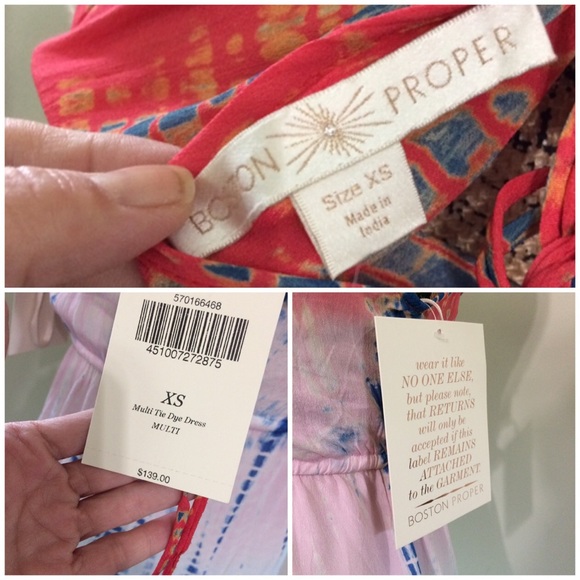 BOSTON PROPER
Size XS
Made in
India
570166468
451007272875
XS
Multi Tie Dye Dress
MULTI
$139.00
wear it like
NO ONE ELSE,
but please note,
that RETURNS
will only be
accepted if this
label REMAINS
ATTACHED
to the GARMENT.
BOSTON PROPER